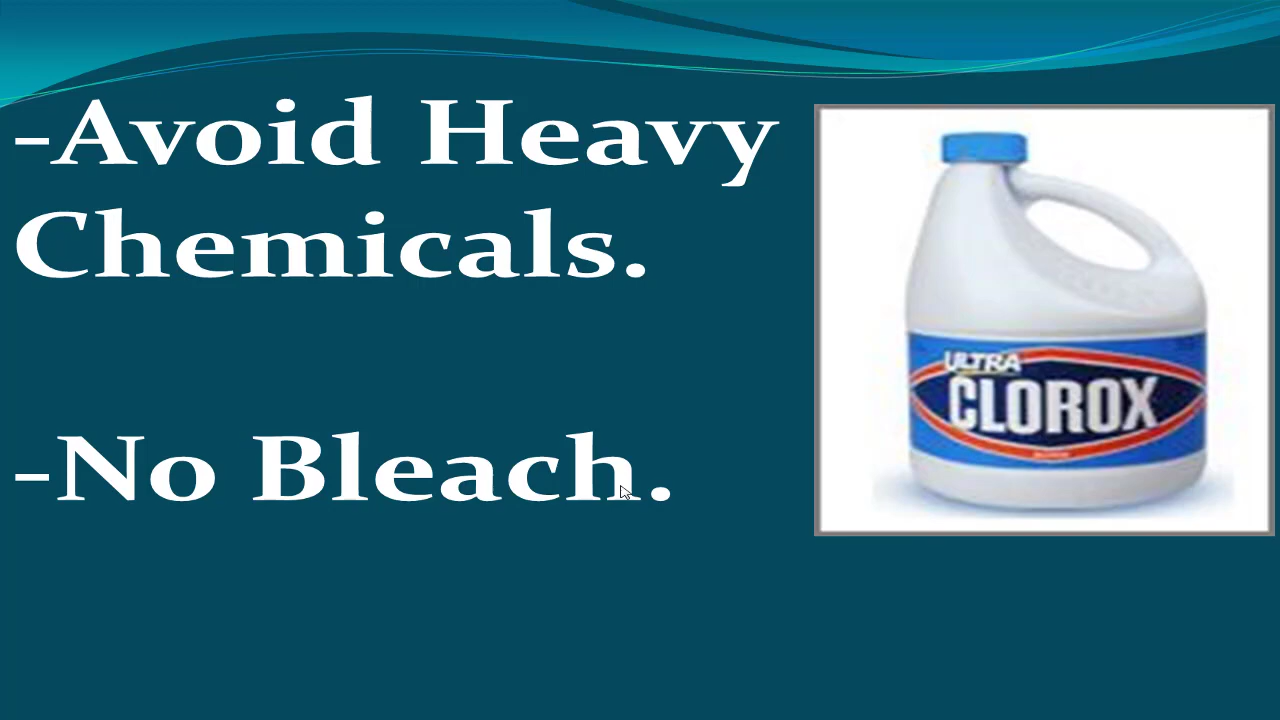 -Avoid Heavy
Chemicals.
-No Bleach.
ULTRA
CLOROX